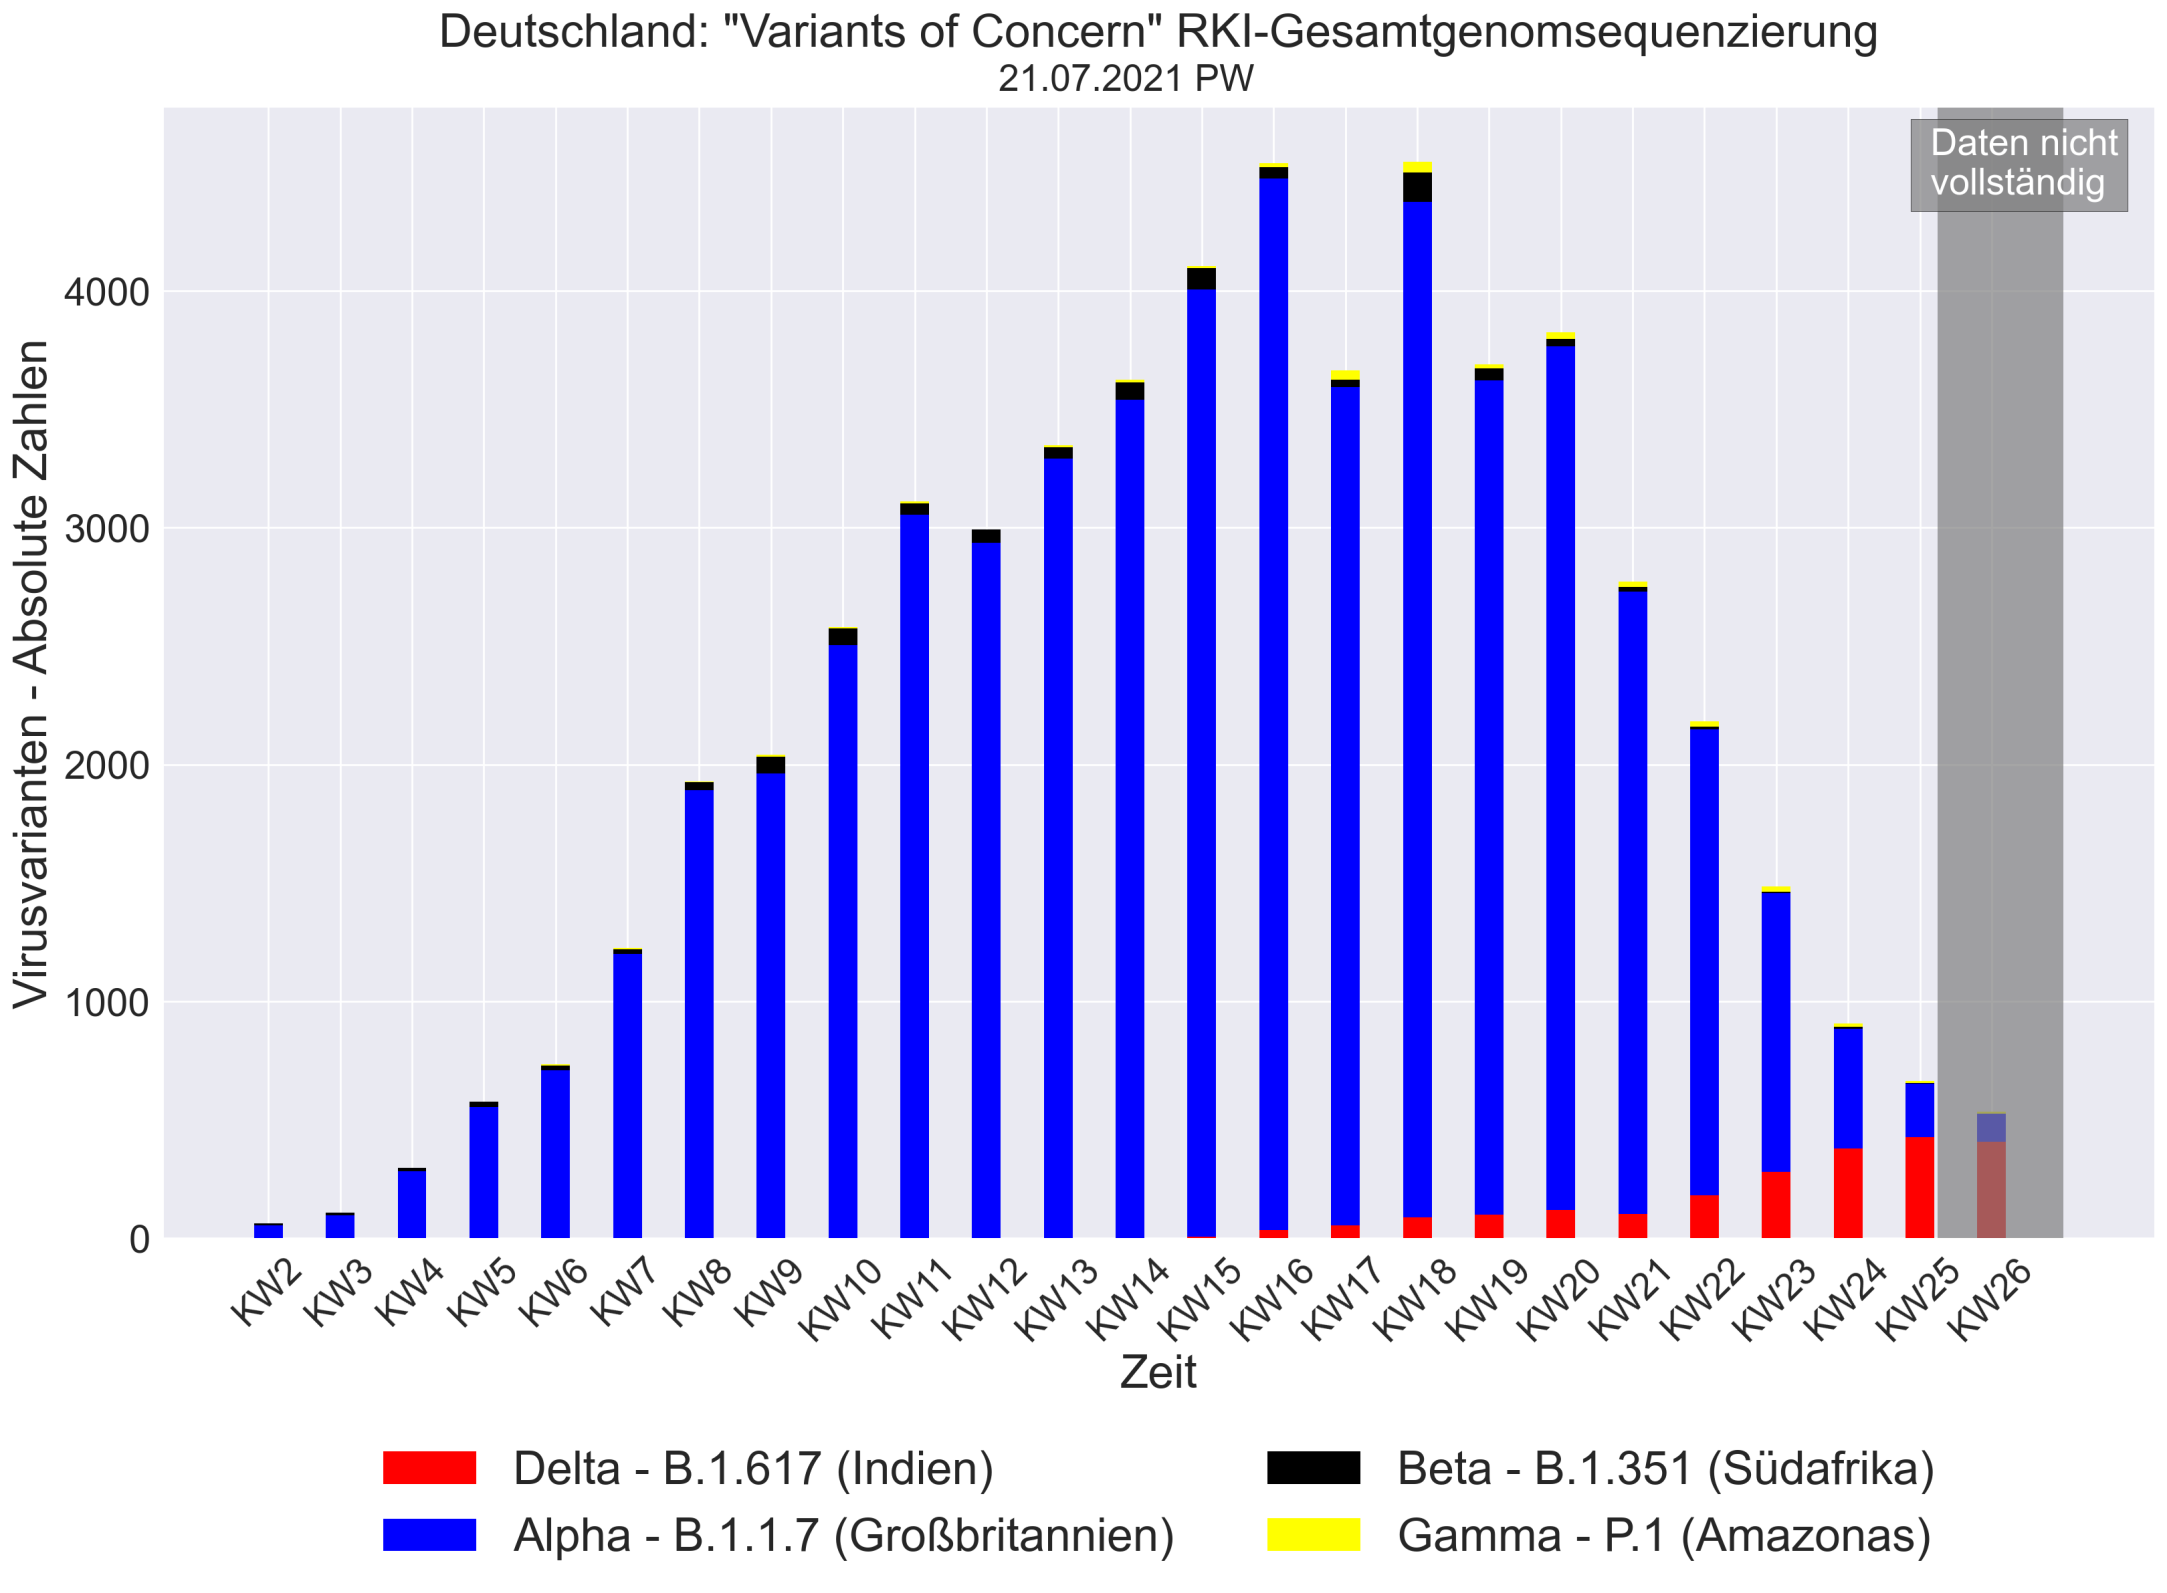 Deutschland: "Variants of Concern" RKI-Gesamtgenomsequenzierung
21.07.2021 PW
Daten nicht
vollständig
Virusvarianten - Absolute Zahlen
4000
3000
2000
1000
0
KW2
KW3
KW4
KW5
KW6
KW7
KW8
KW9
KW10
KW11
KW12
KW13
KW14
KW15
KW16
KW17
KW18
KW19
KW20
KW21
KW22
KW23
KW24
KW25
KW26
Zeit
Delta - B.1.617 (Indien)
Alpha - B.1.1.7 (Großbritannien)
Beta - B.1.351 (Südafrika)
Gamma - P.1 (Amazonas)